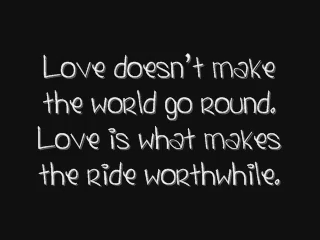 Love doesn't make
the world go round.
Love is what makes
the ride worthwhile.